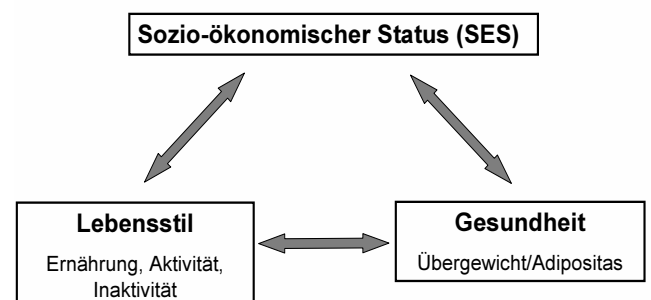 Sozio-ökonomischer Status (SES)
Lebensstil
Ernährung, Aktivität,
Inaktivität
Gesundheit
Übergewicht/Adipositas